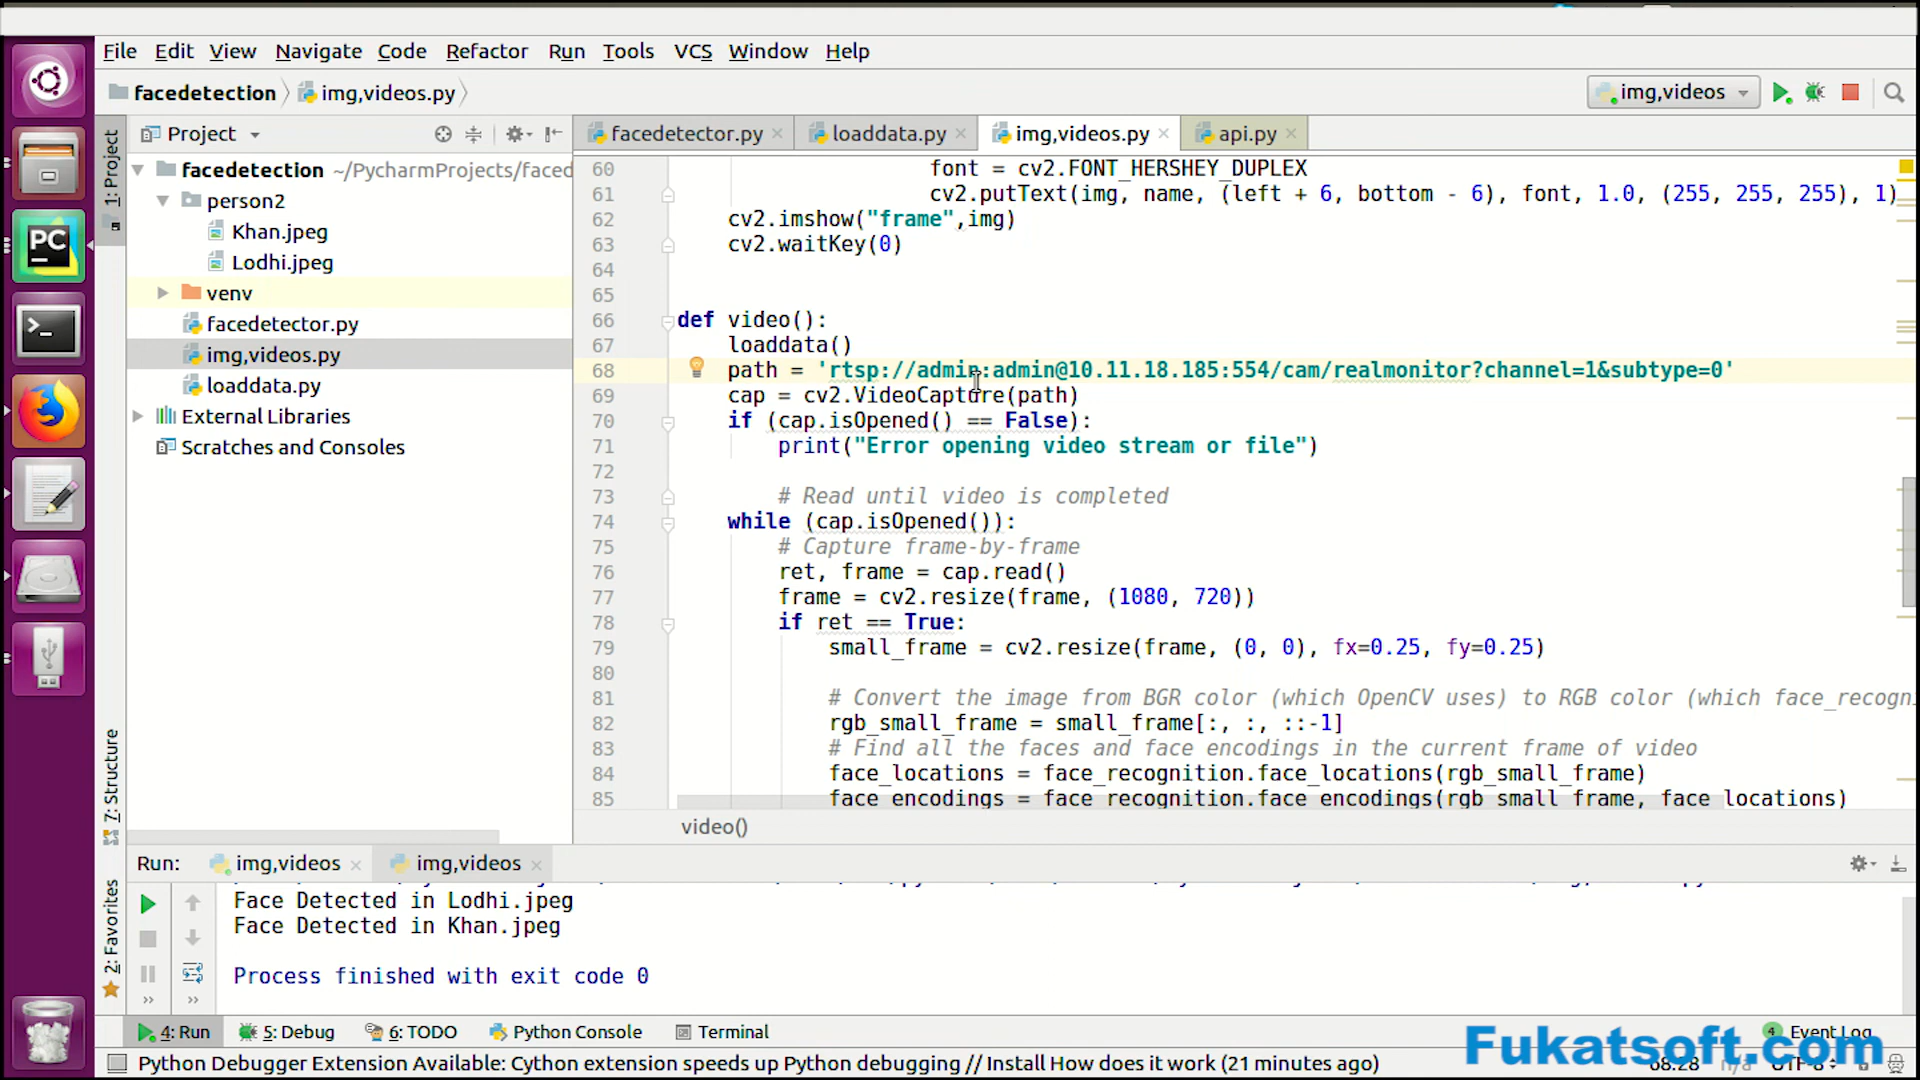 File Edit View Navigate Code Refactor Run Tools VCS Window Help
facedetection img,videos.py
img,videos
1: Project
Project
facedetector.py loaddata.py img,videos.py api.py
facedetection ~/PycharmProjects/faced
person2
Khan.jpeg
Lodhi.jpeg
venv
facedetector.py
img,videos.py
loaddata.py
External Libraries
Scratches and Consoles
60 font = cv2.FONT_HERSHEY_DUPLEX
61 cv2.putText(img, name, (left + 6, bottom - 6), font, 1.0, (255, 255, 255), 1)
62 cv2.imshow("frame",img)
63 cv2.waitKey(0)
64
65
66 def video():
67 loaddata()
68 path = 'rtsp://admin:admin@10.11.18.185:554/cam/realmonitor?channel=1&subtype=0'
69 cap = cv2.VideoCapture(path)
70 if (cap.isOpened() == False):
71 print("Error opening video stream or file")
72
73 # Read until video is completed
74 while (cap.isOpened()):
75 # Capture frame-by-frame
76 ret, frame = cap.read()
77 frame = cv2.resize(frame, (1080, 720))
78 if ret == True:
79 small_frame = cv2.resize(frame, (0, 0), fx=0.25, fy=0.25)
80
81 # Convert the image from BGR color (which OpenCV uses) to RGB color (which face_recogni
82 rgb_small_frame = small_frame[:, :, ::-1]
83 # Find all the faces and face encodings in the current frame of video
84 face_locations = face_recognition.face_locations(rgb_small_frame)
85 face_encodings = face_recognition.face_encodings(rgb_small_frame, face_locations)
video()
7: Structure
2: Favorites
Run: img,videos img,videos
Face Detected in Lodhi.jpeg
Face Detected in Khan.jpeg
Process finished with exit code 0
4: Run 5: Debug 6: TODO Python Console Terminal 4 Event Log
Python Debugger Extension Available: Cython extension speeds up Python debugging // Install How does it work (21 minutes ago) 68:28 n/a UTF-8
Fukatsoft.com